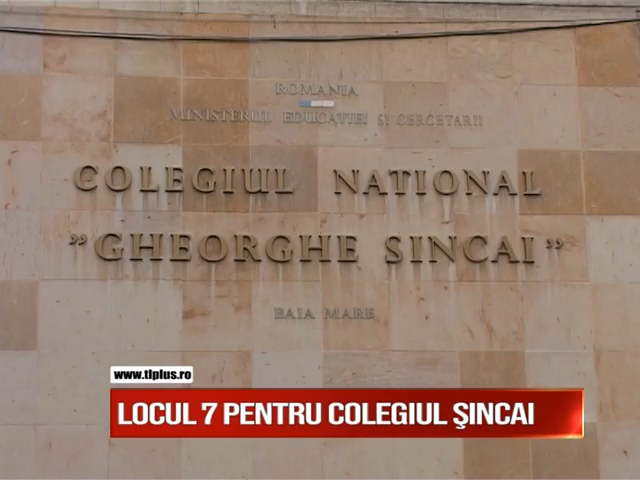 ROMANIA
MINISTERUL EDUCATIEI SI CERCETARII
COLEGIUL NATIONAL
"GHEORGHE SINCAI"
BAIA MARE
www.tlplus.ro
LOCUL 7 PENTRU COLEGIUL ŞINCAI